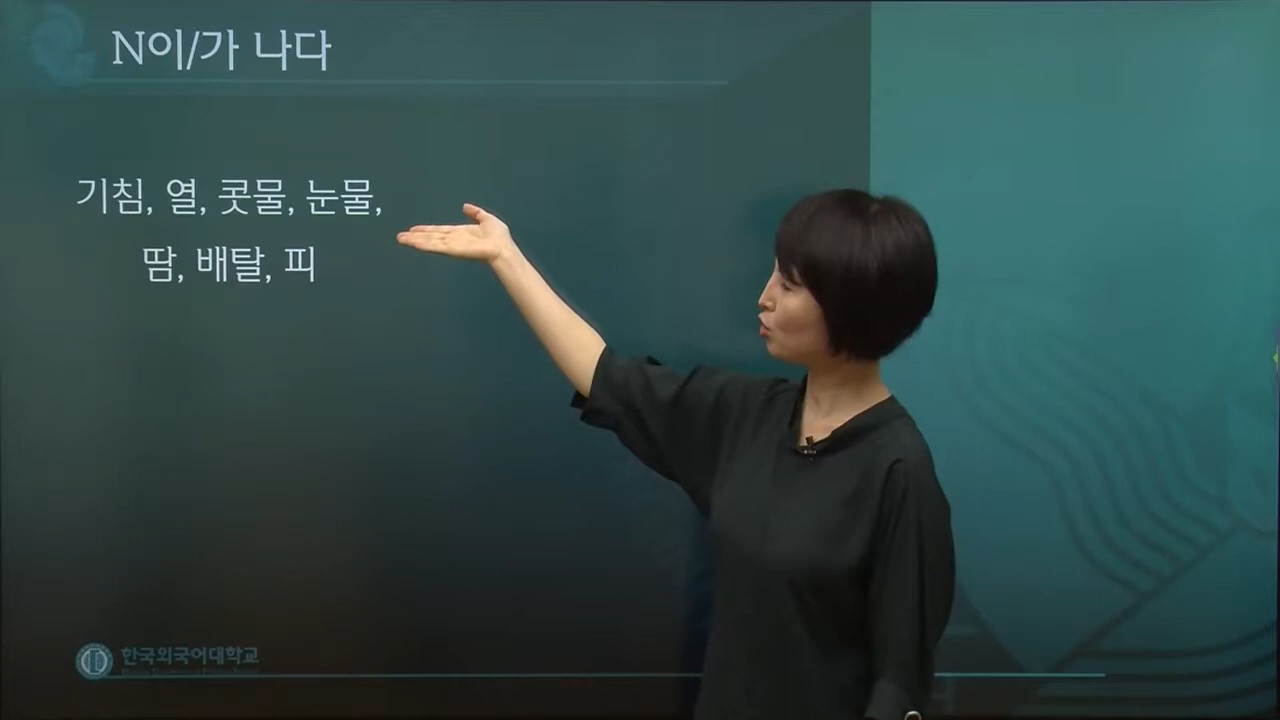 N이/가 나다
기침, 열, 콧물, 눈물,
땀, 배탈, 피
한국외국어대학교